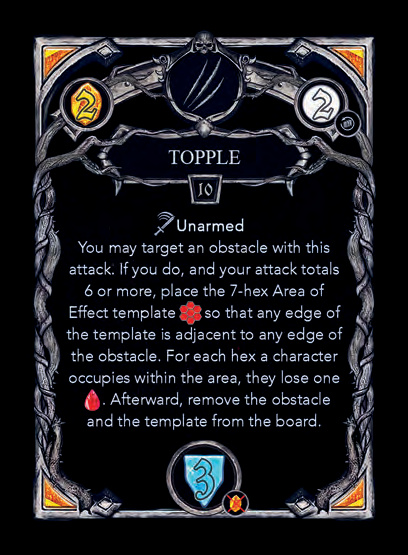 2
2
TOPPLE
10
Unarmed
You may target an obstacle with this
attack. If you do, and your attack totals
6 or more, place the 7-hex Area of
Effect template so that any edge of
the template is adjacent to any edge of
the obstacle. For each hex a character
occupies within the area, they lose one
. Afterward, remove the obstacle
and the template from the board.
3